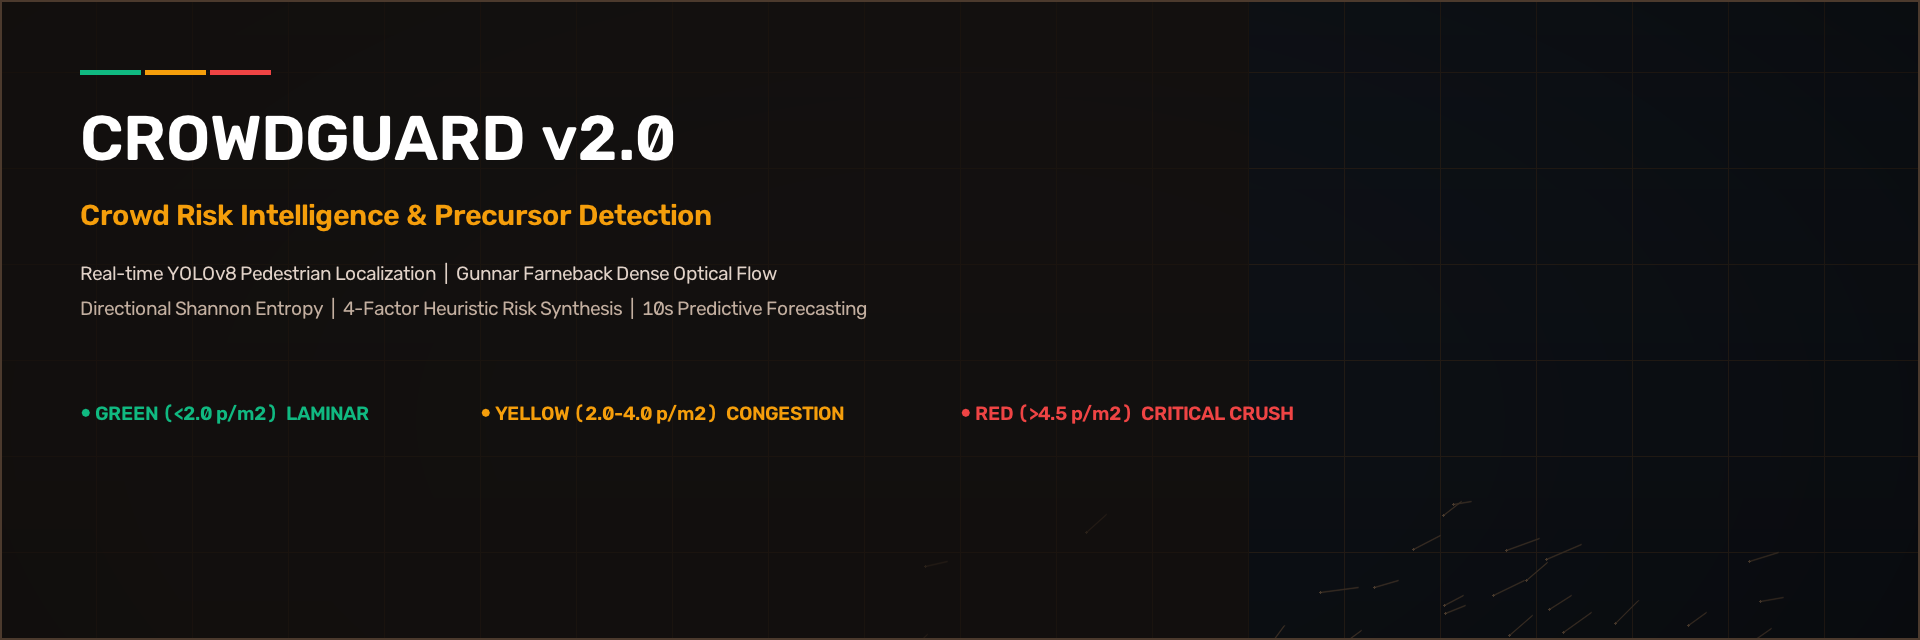 CROWDGUARD v2.0
Crowd Risk Intelligence & Precursor Detection
Real-time YOLOv8 Pedestrian Localization | Gunnar Farneback Dense Optical Flow
Directional Shannon Entropy | 4-Factor Heuristic Risk Synthesis | 10s Predictive Forecasting
• GREEN (<2.0 p/m2) LAMINAR • YELLOW (2.0-4.0 p/m2) CONGESTION • RED (>4.5 p/m2) CRITICAL CRUSH